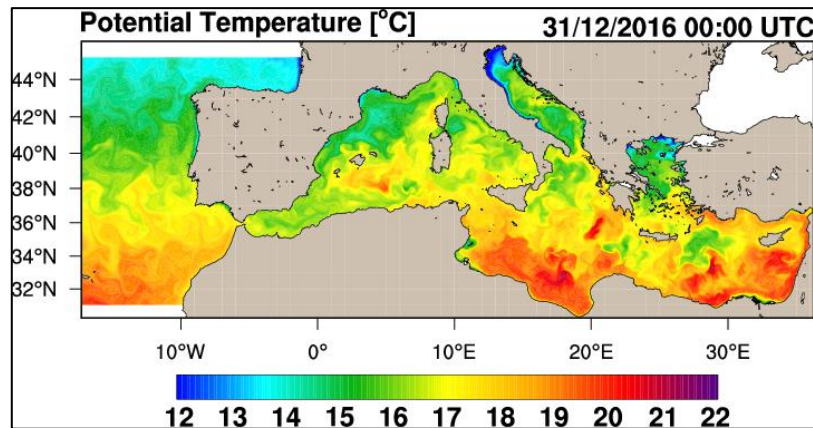 Potential Temperature [°C] 31/12/2016 00:00 UTC
44°N
42°N
40°N
38°N
36°N
34°N
32°N
10°W 0° 10°E 20°E 30°E
12 13 14 15 16 17 18 19 20 21 22